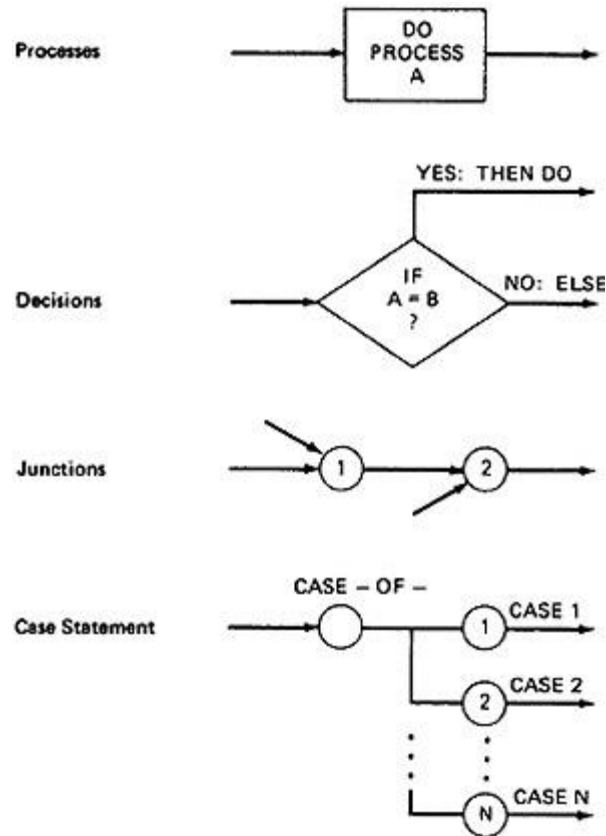 Processes
DO
PROCESS
A
YES: THEN DO
Decisions
IF
A = B
?
NO: ELSE
Junctions
1
2
CASE – OF –
Case Statement
1
CASE 1
2
CASE 2
N
CASE N